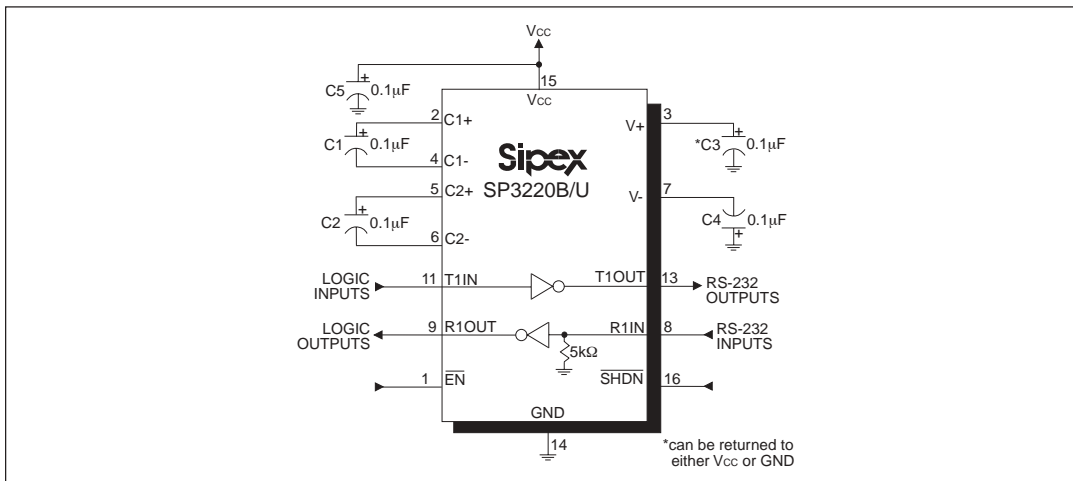 VCC
15
C5 + 0.1µF
VCC
2 C1+
C1 + 0.1µF
4 C1-
5 C2+
C2 + 0.1µF
6 C2-
Sipex
SP3220B/U
V+ 3
*C3 + 0.1µF
V- 7
C4 0.1µF
+
LOGIC
INPUTS
11 T1IN
T1OUT 13
RS-232
OUTPUTS
LOGIC
OUTPUTS
9 R1OUT
R1IN 8
RS-232
INPUTS
5kΩ
1 EN
SHDN 16
GND
14
*can be returned to
either VCC or GND